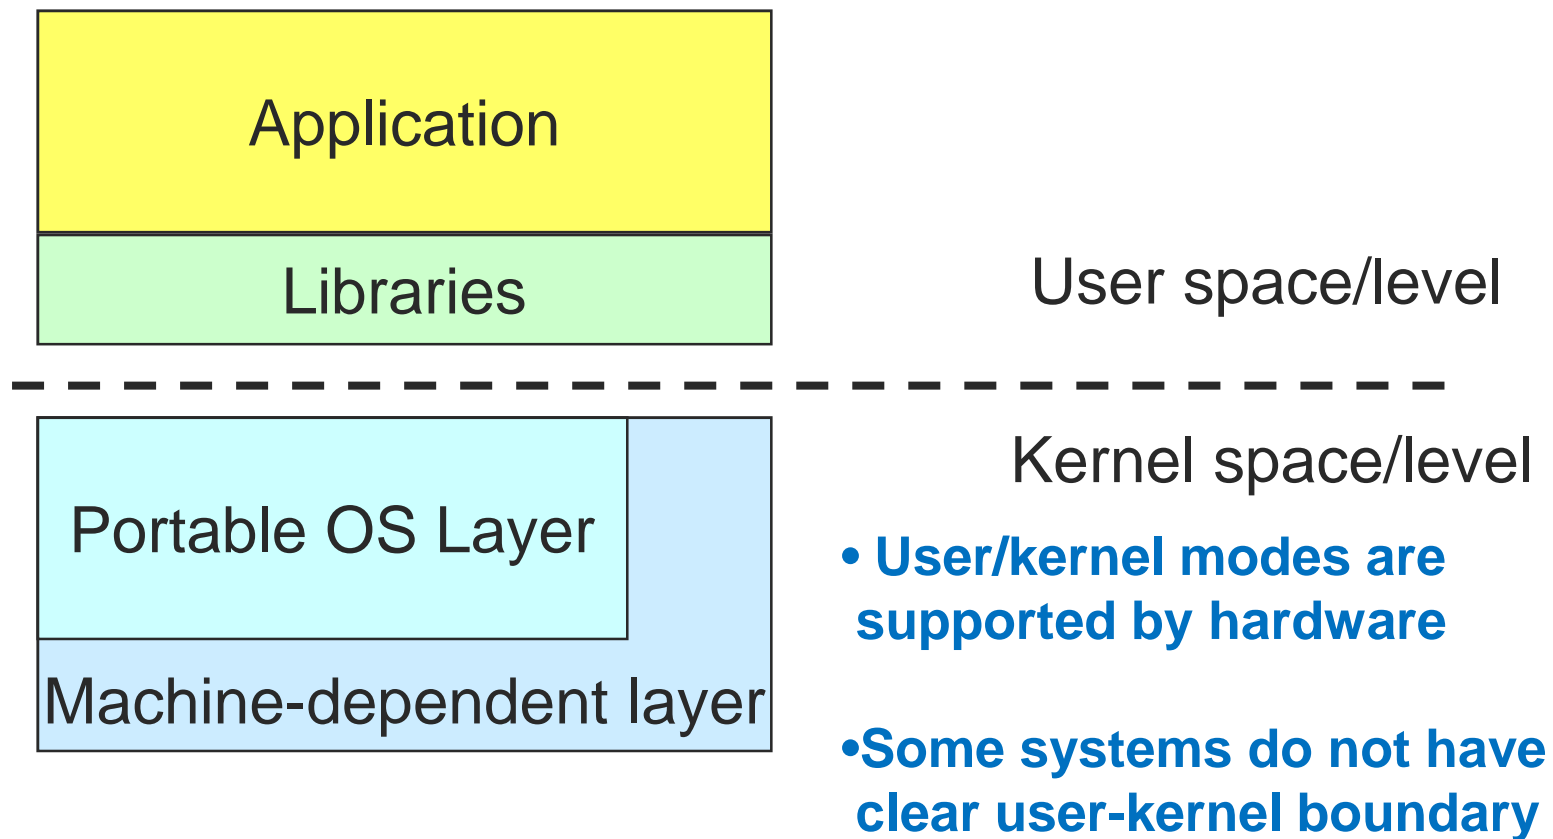 Application
Libraries
User space/level
Kernel space/level
Portable OS Layer
• User/kernel modes are
supported by hardware
Machine-dependent layer
•Some systems do not have
clear user-kernel boundary